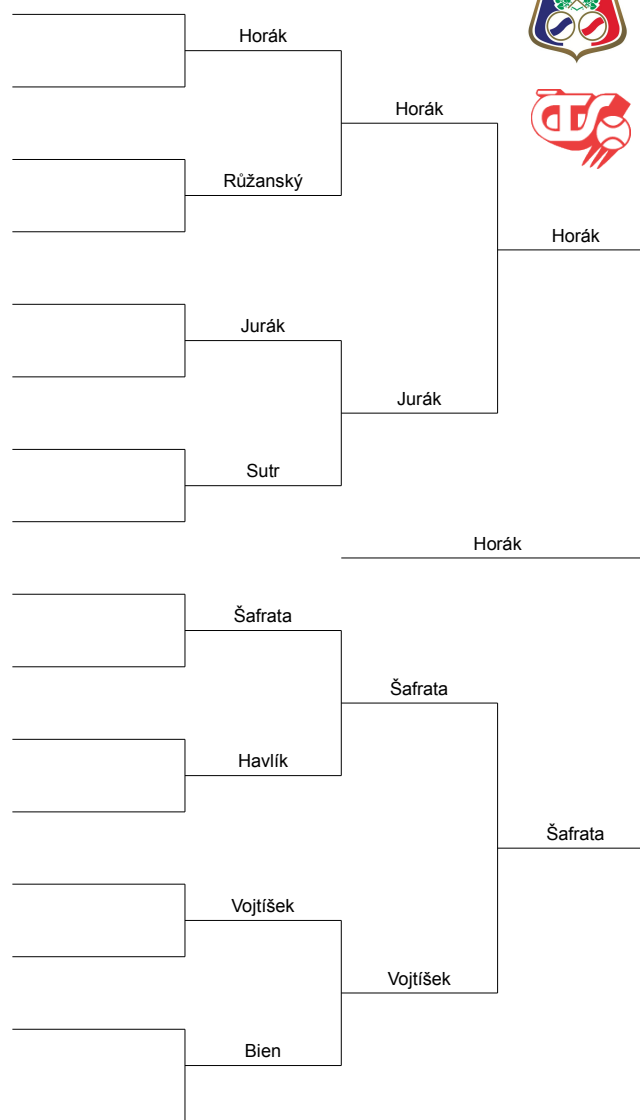 Horák
Horák
Růžanský
Horák
Jurák
Jurák
Sutr
Horák
Šafrata
Šafrata
Havlík
Šafrata
Vojtíšek
Vojtíšek
Bien